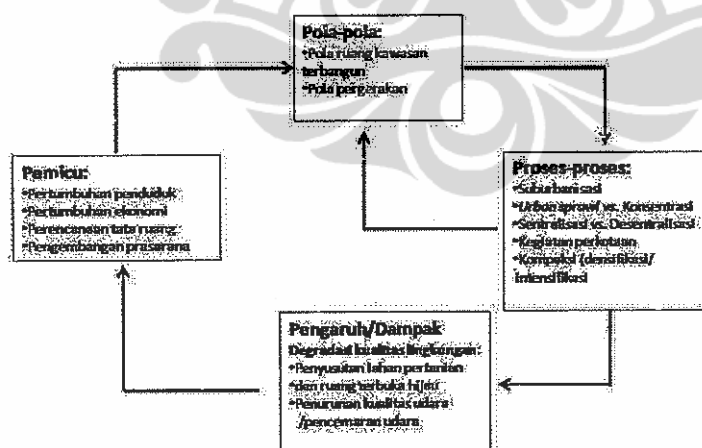 Pola-pola:
•Pola ruang kawasan
terbangun
•Pola pergerakan
Pemicu:
•Pertumbuhan penduduk
•Pertumbuhan ekonomi
•Perencanaan tata ruang
•Pengembangan prasarana
Proses-proses:
•Suburbanisasi
•Urban sprawl vs. Konsentrasi
•Sentralisasi vs. Desentralisasi
•Kegiatan perkotaan
•Kompaksi (densifikasi/
intensifikasi
Pengaruh/Dampak
Degradasi kualitas lingkungan:
•Penyusutan lahan pertanian
•dan ruang terbuka hijau
•Penurunan kualitas udara
/pencemaran udara